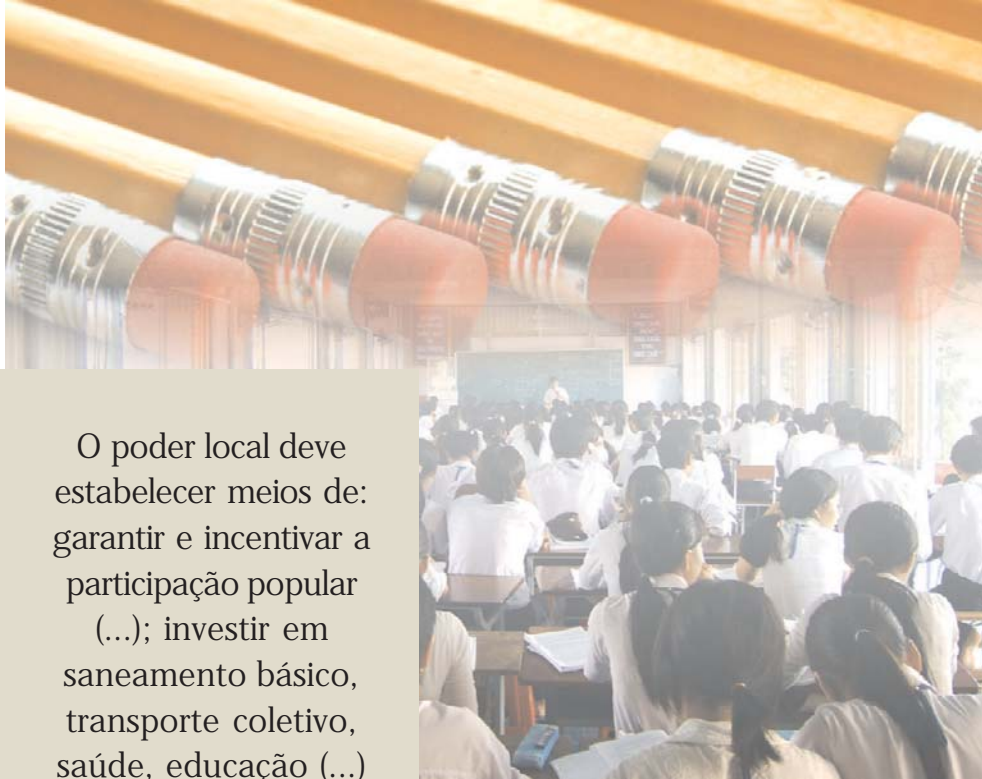 O poder local deve
estabelecer meios de:
garantir e incentivar a
participação popular
(...); investir em
saneamento básico,
transporte coletivo,
saúde, educação (...)